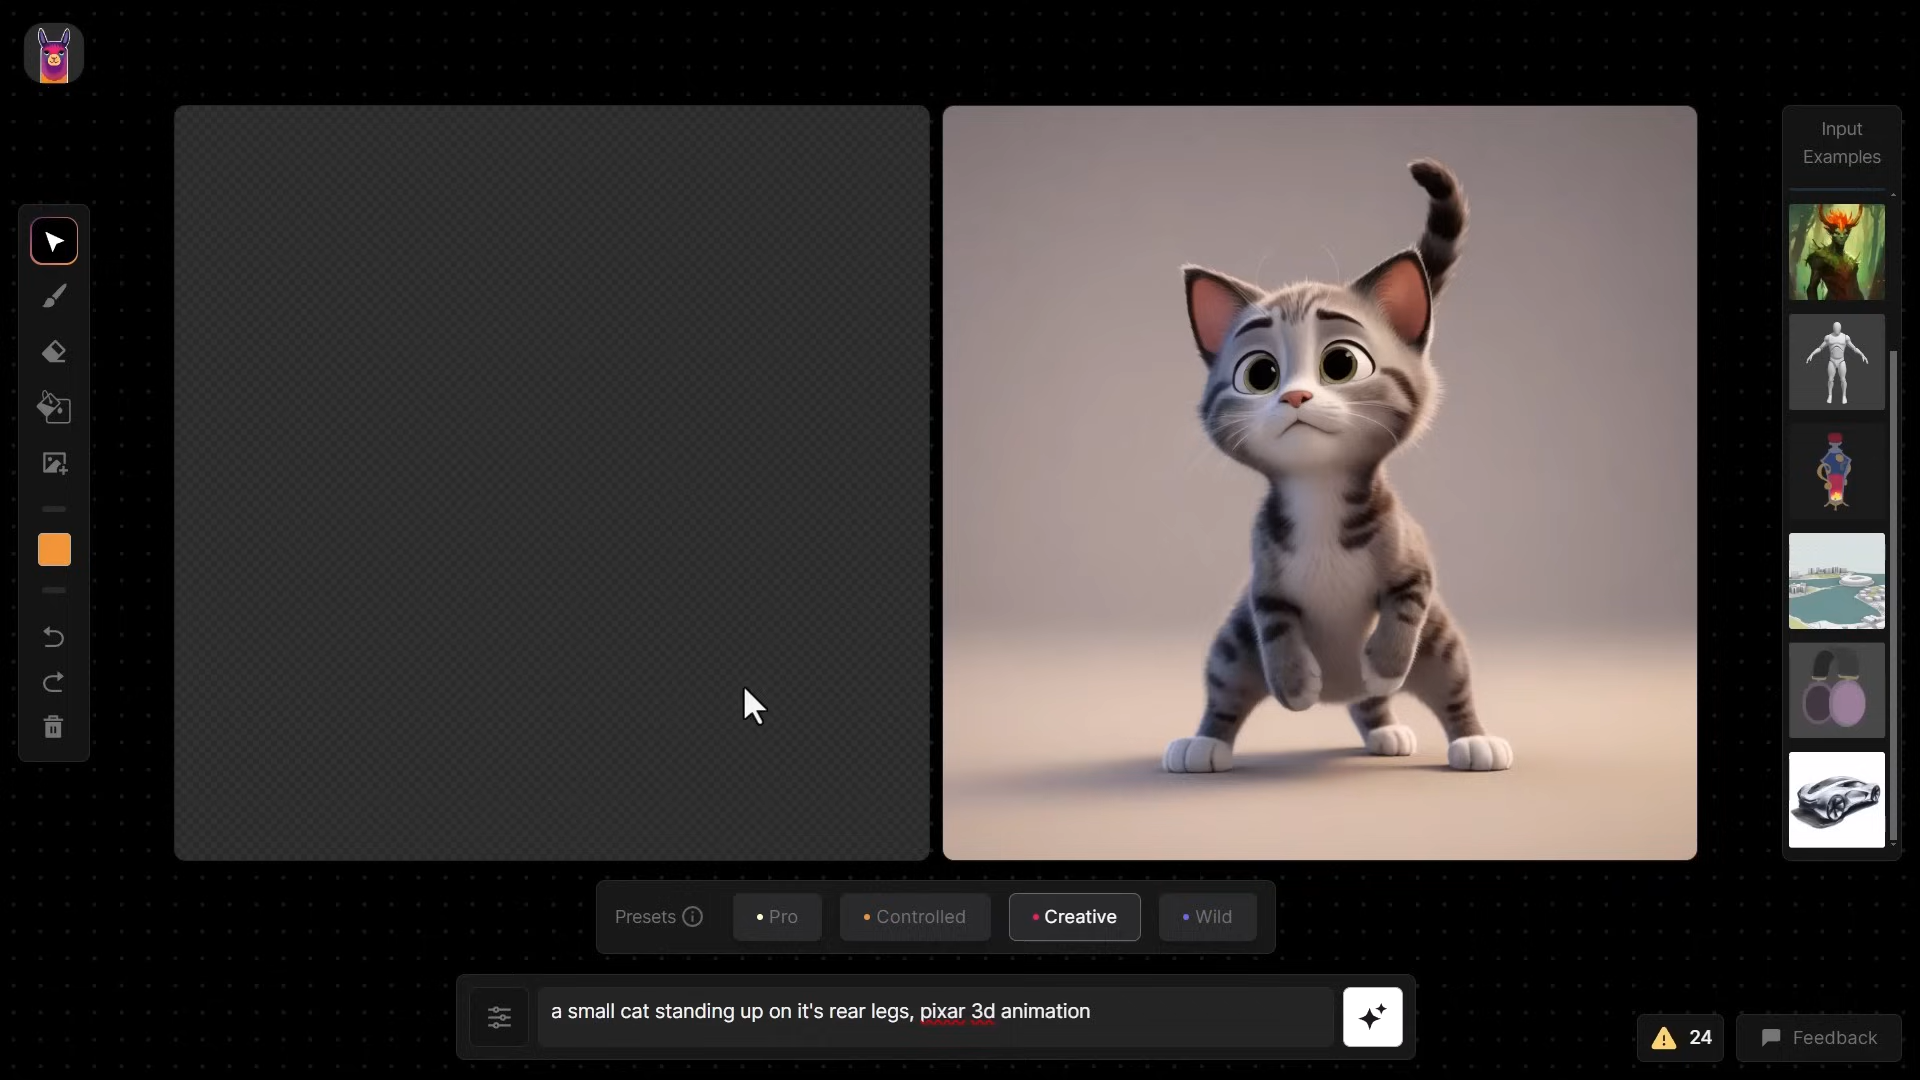 Input
Examples
Presets
Pro
Controlled
Creative
Wild
a small cat standing up on it's rear legs, pixar 3d animation
24
Feedback